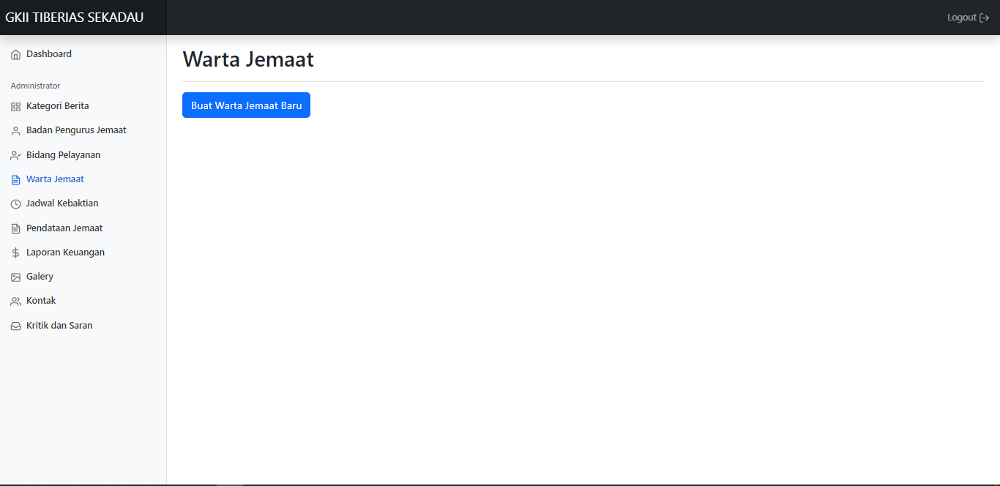 GKII TIBERIAS SEKADAU
Logout
Dashboard
Administrator
Kategori Berita
Badan Pengurus Jemaat
Bidang Pelayanan
Warta Jemaat
Jadwal Kebaktian
Pendataan Jemaat
Laporan Keuangan
Galery
Kontak
Kritik dan Saran
Warta Jemaat
Buat Warta Jemaat Baru